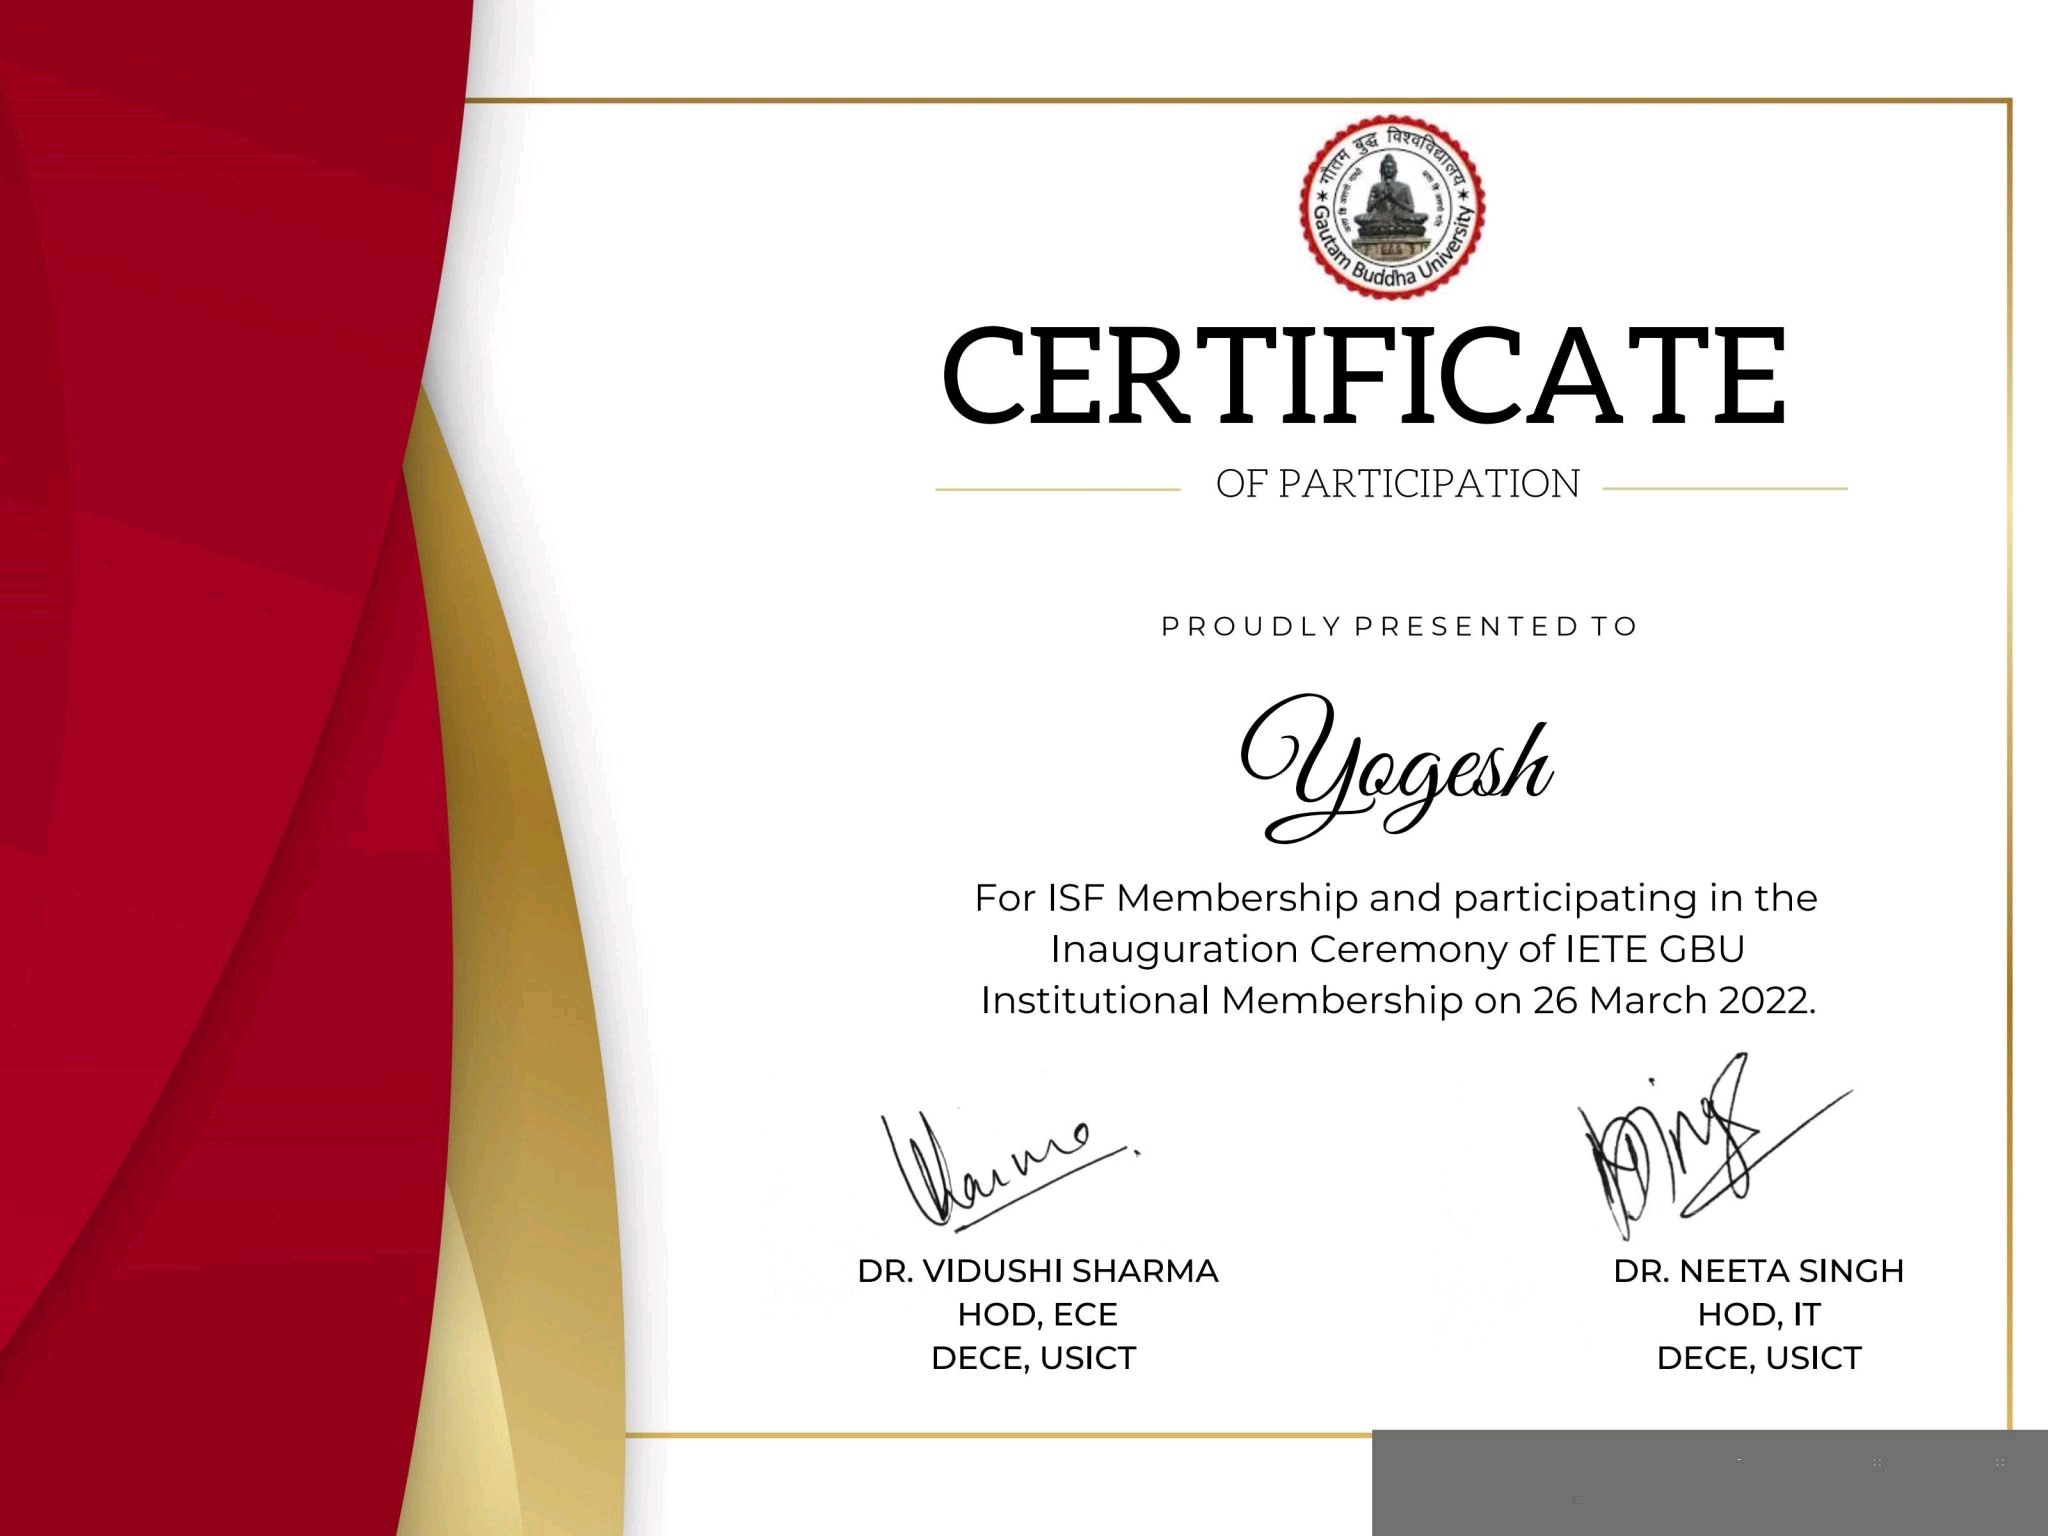 गौतम बुद्ध विश्वविद्यालय
Gautam Buddha University
CERTIFICATE
OF PARTICIPATION
PROUDLY PRESENTED TO
Yogesh
For ISF Membership and participating in the
Inauguration Ceremony of IETE GBU
Institutional Membership on 26 March 2022.
DR. VIDUSHI SHARMA
HOD, ECE
DECE, USICT
DR. NEETA SINGH
HOD, IT
DECE, USICT